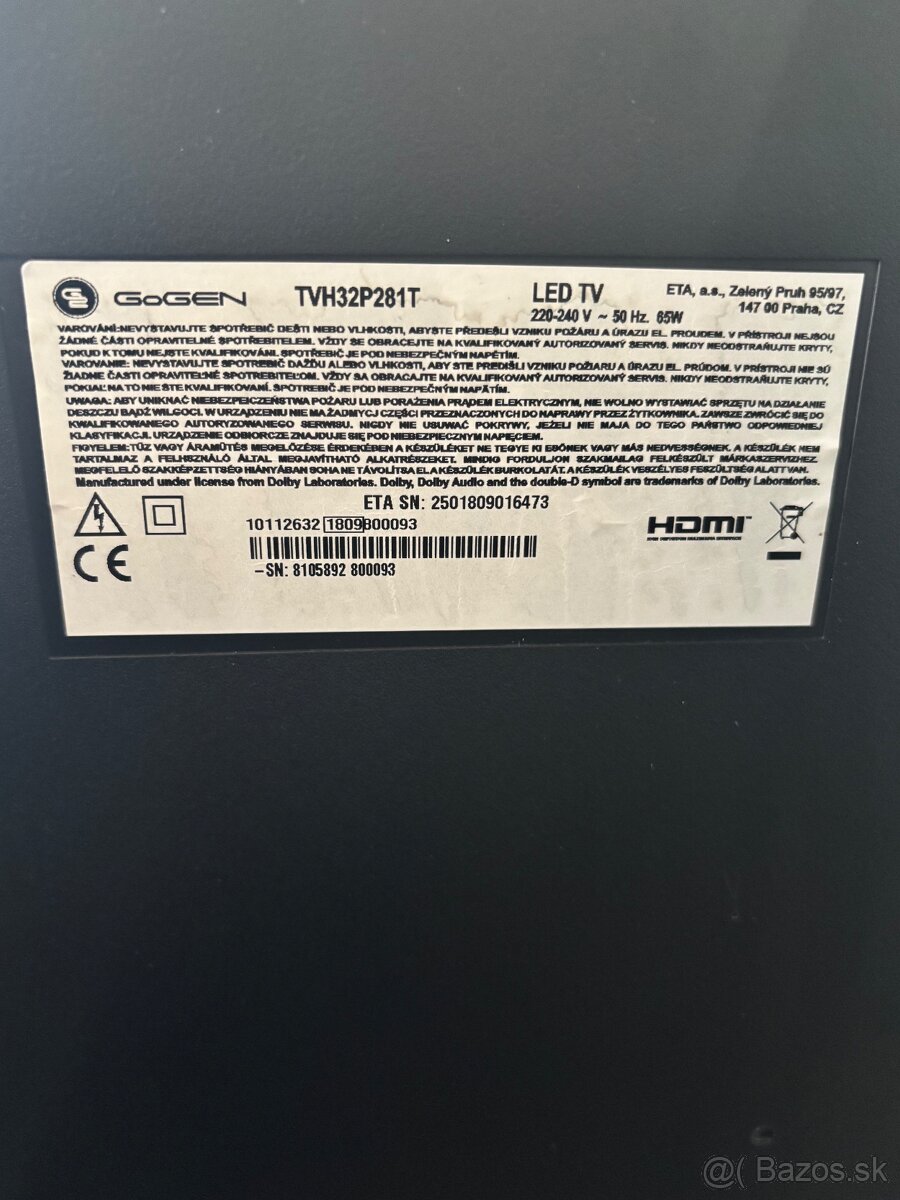 GoGEN
TVH32P281T
LED TV
220-240 V ~ 50 Hz. 65W
ETA, a.s., Zelený Pruh 95/97,
147 00 Praha, CZ
VAROVÁNÍ:NEVYSTAVUJTE SPOTŘEBIČ DEŠTI NEBO VLHKOSTI, ABYSTE PŘEDEŠLI VZNIKU POŽÁRU A ÚRAZU EL. PROUDEM. V PŘÍSTROJI NEJSOU
ŽÁDNÉ ČÁSTI OPRAVITELNÉ SPOTŘEBITELEM. VŽDY SE OBRACEJTE NA KVALIFIKOVANÝ AUTORIZOVANÝ SERVIS. NIKDY NEODSTRAŇUJTE KRYTY,
POKUD K TOMU NEJSTE KVALIFIKOVÁNI. SPOTŘEBIČ JE POD NEBEZPEČNÝM NAPĚTÍM.
VAROVANIE: NEVYSTAVUJTE SPOTREBIČ DAŽĎU ALEBO VLHKOSTI, ABY STE PREDIŠLI VZNIKU POŽIARU A ÚRAZU EL. PRÚDOM. V PRÍSTROJI NIE SÚ
ŽIADNE ČASTI OPRAVITEĽNÉ SPOTREBITEĽOM. VŽDY SA OBRACAJTE NA KVALIFIKOVANÝ AUTORIZOVANÝ SERVIS. NIKDY NEODSTRAŇUJTE KRYTY,
POKIAĽ NA TO NIE STE KVALIFIKOVANÍ. SPOTREBIČ JE POD NEBEZPEČNÝM NAPÄTÍM.
UWAGA: ABY UNIKNĄĆ NIEBEZPIECZEŃSTWA POŻARU LUB PORAŻENIA PRĄDEM ELEKTRYCZNYM, NIE WOLNO WYSTAWIAĆ SPRZĘTU NA DZIAŁANIE
DESZCZU BĄDŹ WILGOCI. W URZĄDZENIU NIE MA ŻADMYCJ CZĘŚCI PRZEZNACZONYCH DO NAPRAWY PRZEZ ŻYTKOWNIKA. ZAWSZE ZWRÓCIĆ SIĘ DO
KWALIFIKOWANEGO AUTORYZOWANEGO SERWISU. NIGDY NIE USUWAĆ POKRYWY, JEŻELI NIE MAJA DO TEGO PAŃSTWO ODPOWIEDNIEJ
KLASYFIKACJI. URZĄDZENIE ODBIORCZE ZNAJDUJE SIĘ POD NIEBEZPIECZNYM NAPIĘCIEM.
FIGYELEM: TŰZ VAGY ÁRAMÜTÉS MEGELŐZÉSE ÉRDEKÉBEN A KÉSZÜLÉKET NE TEGYE KI ESŐNEK VAGY MÁS NEDVESSÉGNEK. A KÉSZÜLÉK NEM
TARTALMAZ A FELHSZNÁLÓ ÁLTAL MEGJAVÍTHATÓ ALKATRÉSZEKET. MINDIG FORDULJON SZAKMAILAG FELKÉSZÜLT MÁRKASZERVIZHEZ.
MEGFELELŐ SZAKKÉPZETTSÉG HIÁNYÁBAN SOHA NE TÁVOLÍTSA EL A KÉSZÜLÉK BURKOLATÁT. A KÉSZÜLÉK VESZÉLYES FESZÜLTSÉG ALATT VAN.
Manufactured under license from Dolby Laboratories. Dolby, Dolby Audio and the double-D symbol are trademarks of Dolby Laboratories.
ETA SN: 2501809016473
10112632 1809B00093
HDMI
CE
-SN: 8105892 800093
@( Bazos.sk